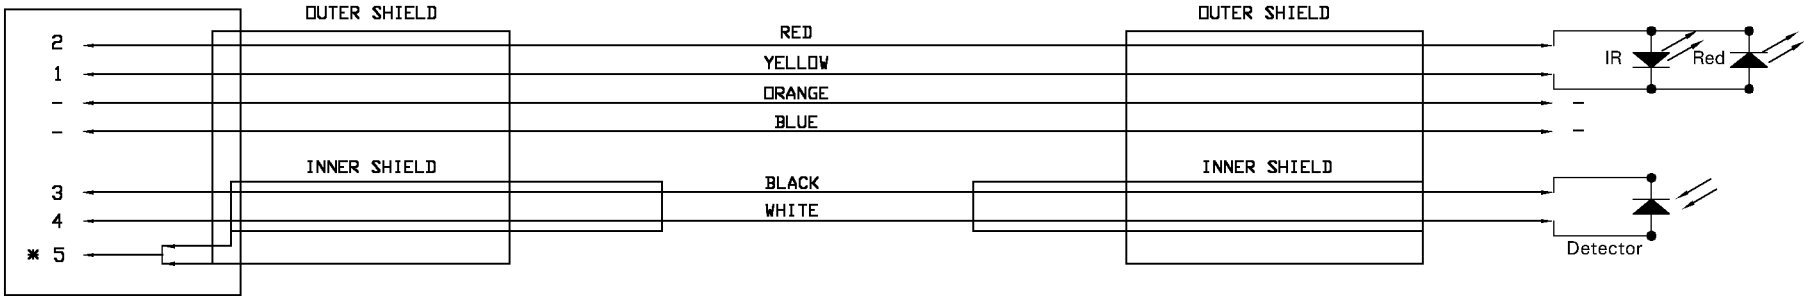 OUTER SHIELD OUTER SHIELD
2 RED
1 YELLOW IR Red
- ORANGE -
- BLUE -
INNER SHIELD INNER SHIELD
3 BLACK
4 WHITE
* 5 Detector